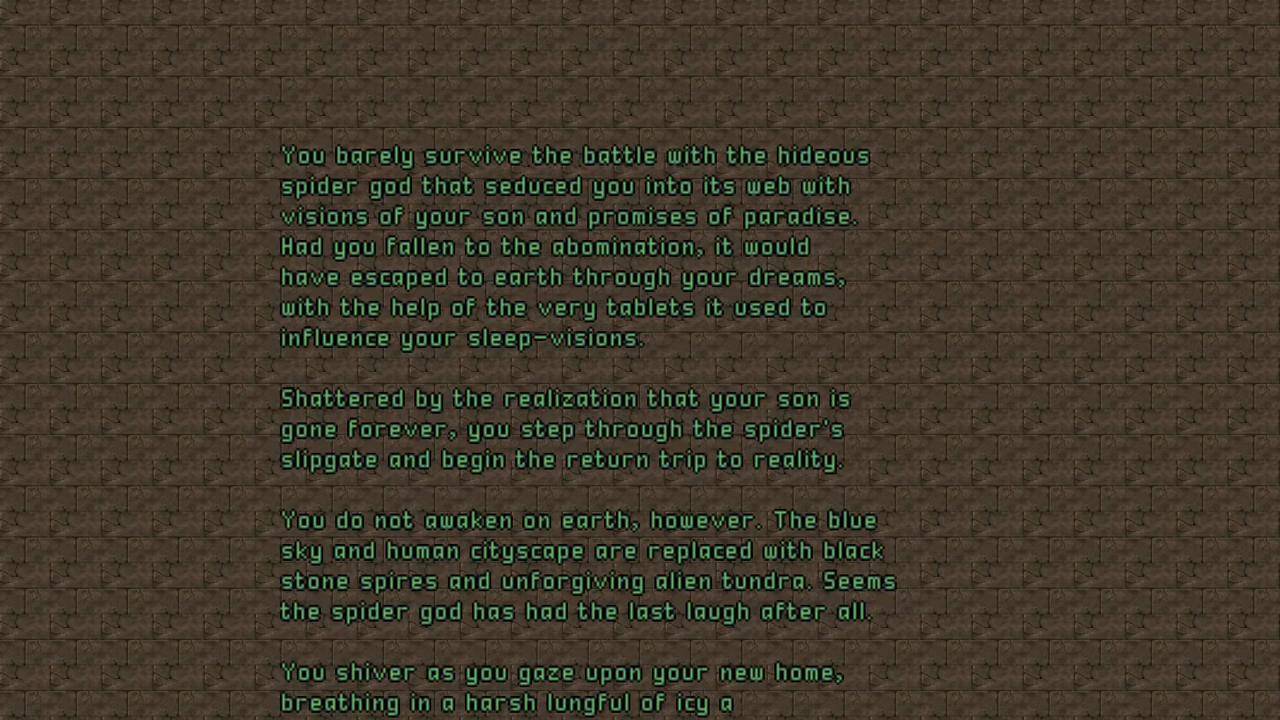 You barely survive the battle with the hideous
spider god that seduced you into its web with
visions of your son and promises of paradise.
Had you fallen to the abomination, it would
have escaped to earth through your dreams,
with the help of the very tablets it used to
influence your sleep-visions.
Shattered by the realization that your son is
gone forever, you step through the spider's
slipgate and begin the return trip to reality.
You do not awaken on earth, however. The blue
sky and human cityscape are replaced with black
stone spires and unforgiving alien tundra. Seems
the spider god has had the last laugh after all.
You shiver as you gaze upon your new home,
breathing in a harsh lungful of icy a